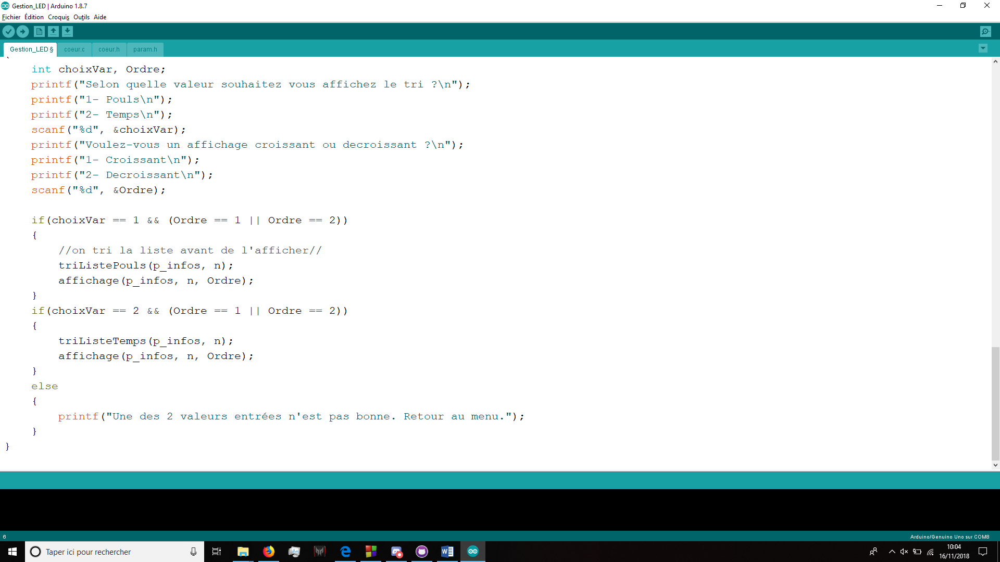 Gestion_LED | Arduino 1.8.7
Fichier Édition Croquis Outils Aide
Gestion_LED § coeur.c coeur.h param.h
{
int choixVar, Ordre;
printf("Selon quelle valeur souhaitez vous affichez le tri ?\n");
printf("1- Pouls\n");
printf("2- Temps\n");
scanf("%d", &choixVar);
printf("Voulez-vous un affichage croissant ou decroissant ?\n");
printf("1- Croissant\n");
printf("2- Decroissant\n");
scanf("%d", &Ordre);
if(choixVar == 1 && (Ordre == 1 || Ordre == 2))
{
//on tri la liste avant de l'afficher//
triListePouls(p_infos, n);
affichage(p_infos, n, Ordre);
}
if(choixVar == 2 && (Ordre == 1 || Ordre == 2))
{
triListeTemps(p_infos, n);
affichage(p_infos, n, Ordre);
}
else
{
printf("Une des 2 valeurs entrées n'est pas bonne. Retour au menu.");
}
}
6 Arduino/Genuino Uno sur COM8
Taper ici pour rechercher
10:04
16/11/2018